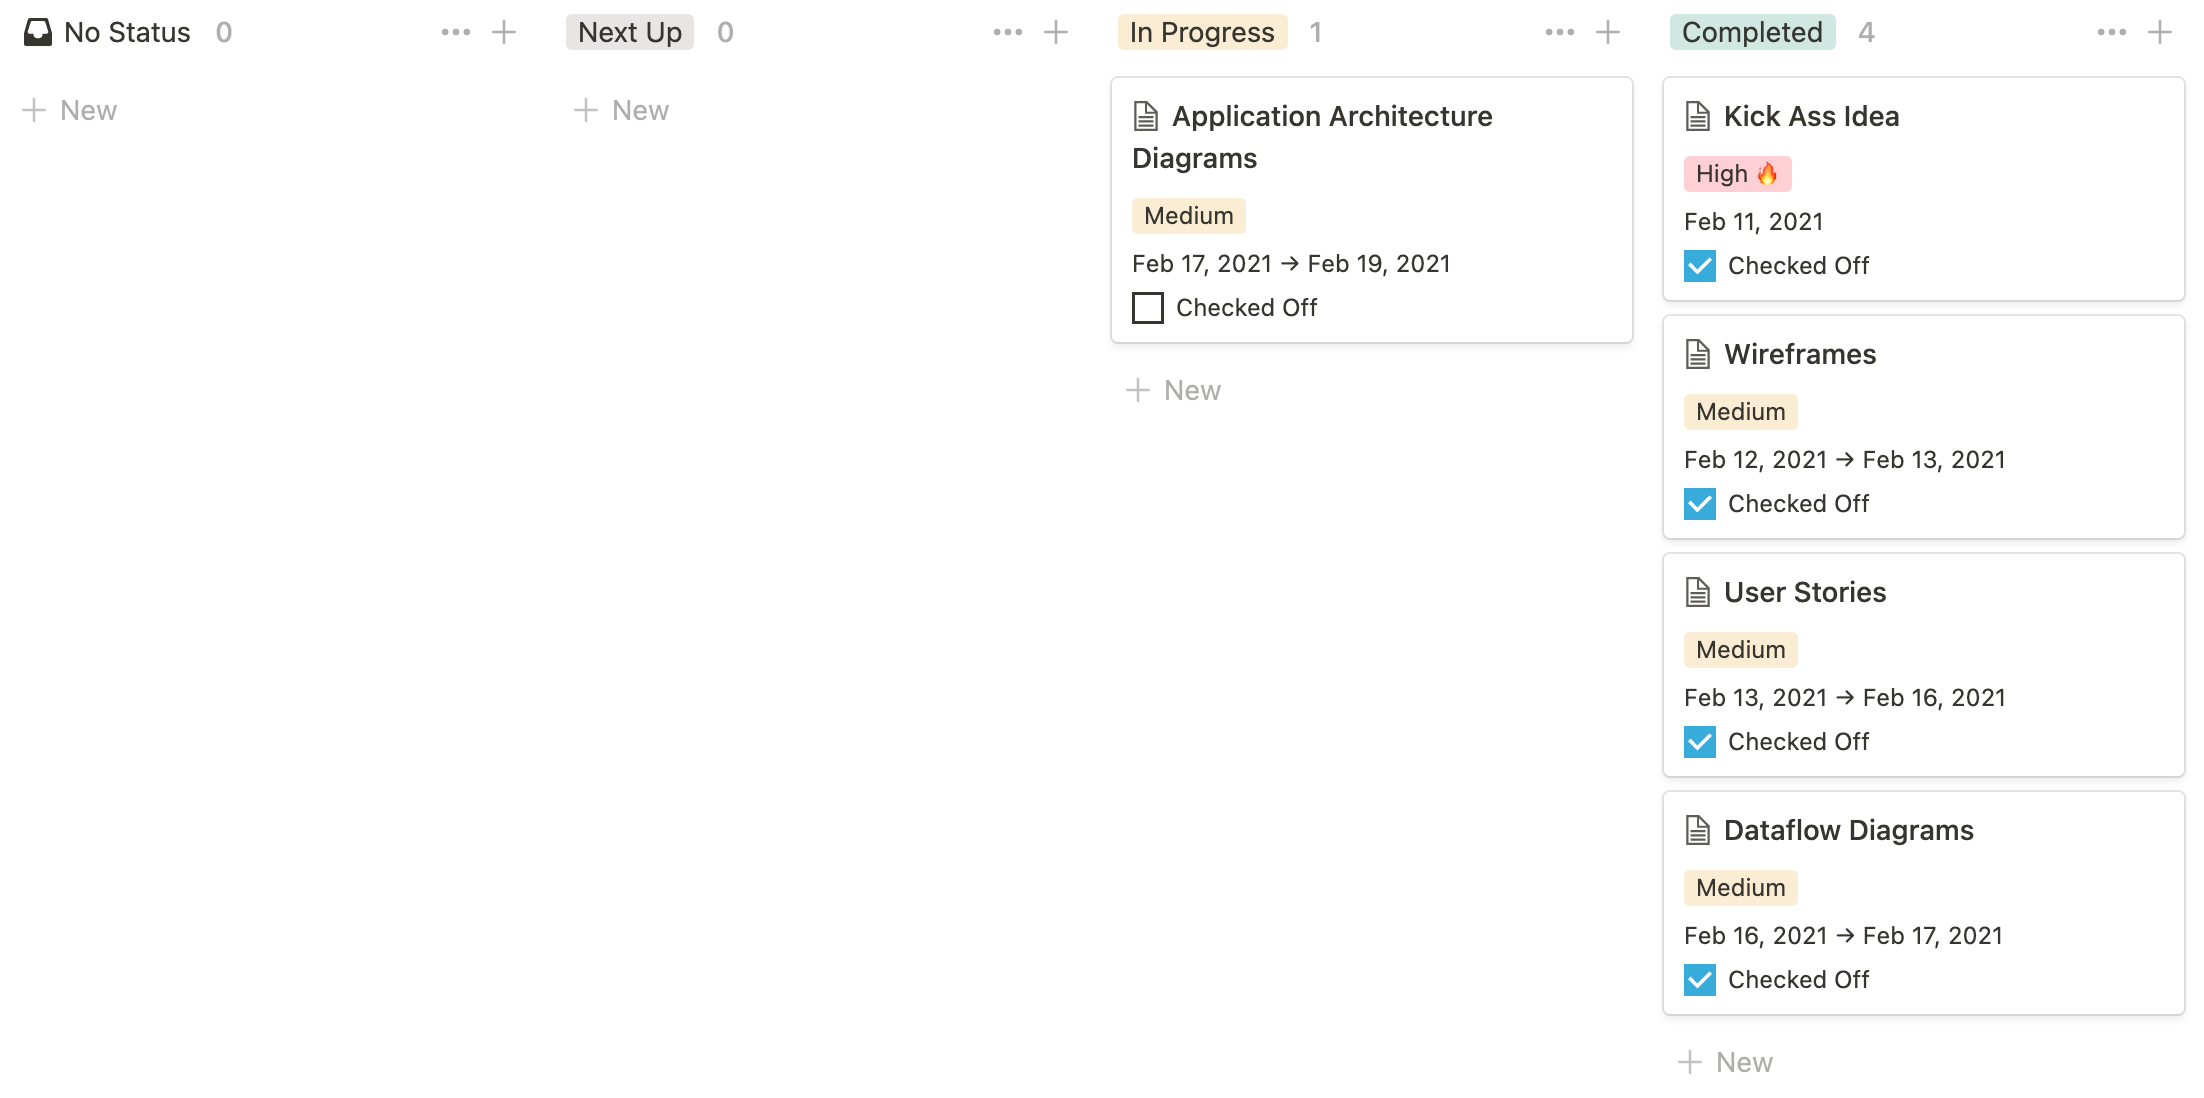 No Status 0
+ New
Next Up 0
+ New
In Progress 1
Application Architecture
Diagrams
Medium
Feb 17, 2021 → Feb 19, 2021
Checked Off
+ New
Completed 4
Kick Ass Idea
High 🔥
Feb 11, 2021
Checked Off
Wireframes
Medium
Feb 12, 2021 → Feb 13, 2021
Checked Off
User Stories
Medium
Feb 13, 2021 → Feb 16, 2021
Checked Off
Dataflow Diagrams
Medium
Feb 16, 2021 → Feb 17, 2021
Checked Off
+ New